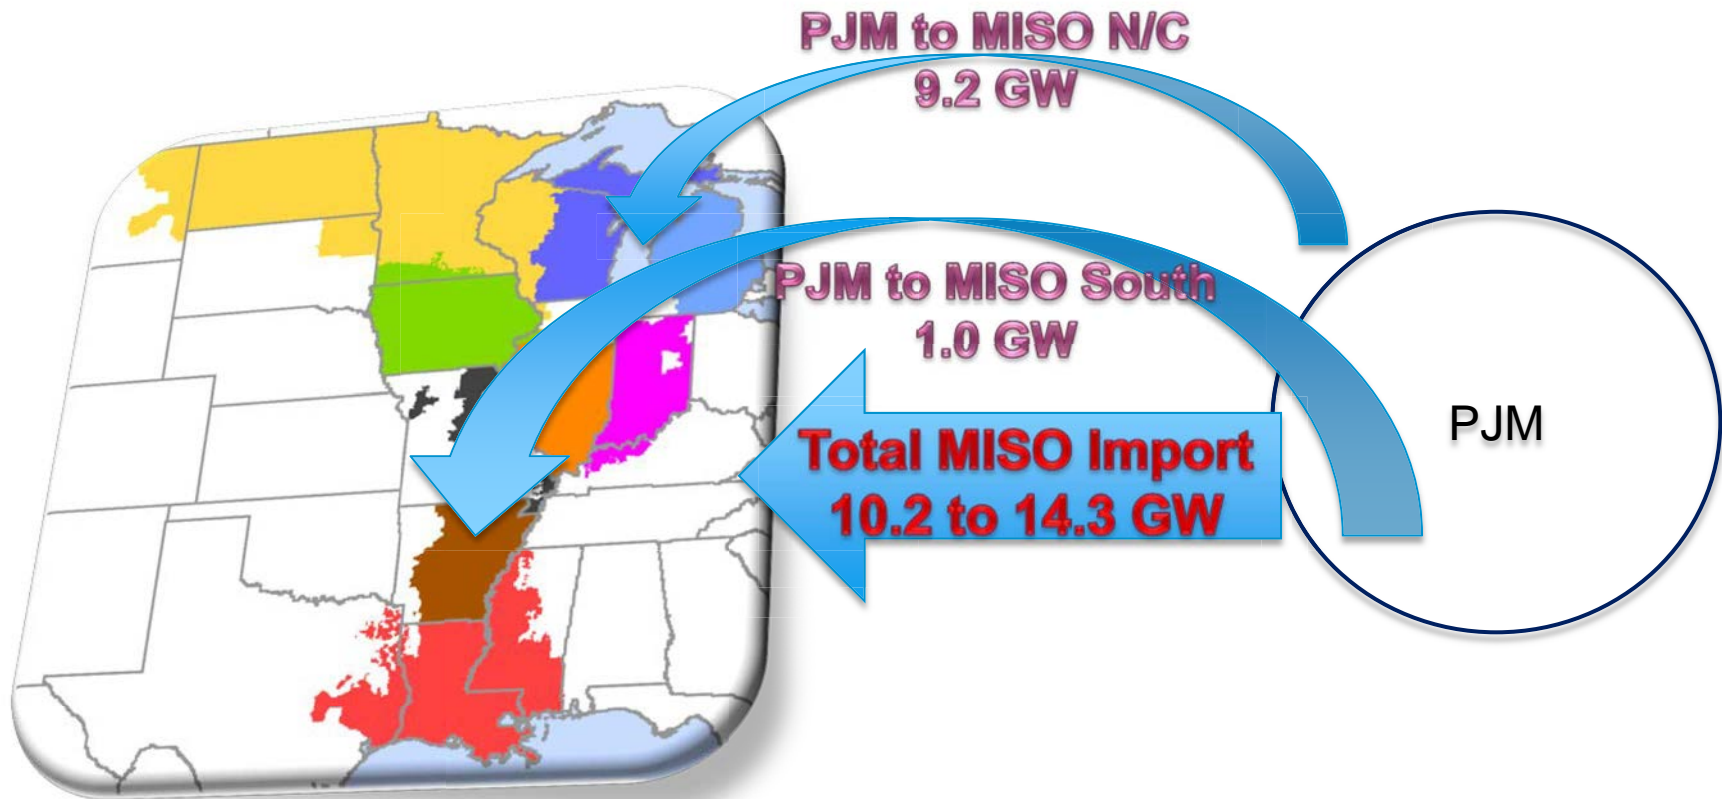 PJM to MISO N/C
9.2 GW
PJM to MISO South
1.0 GW
Total MISO Import
10.2 to 14.3 GW
PJM